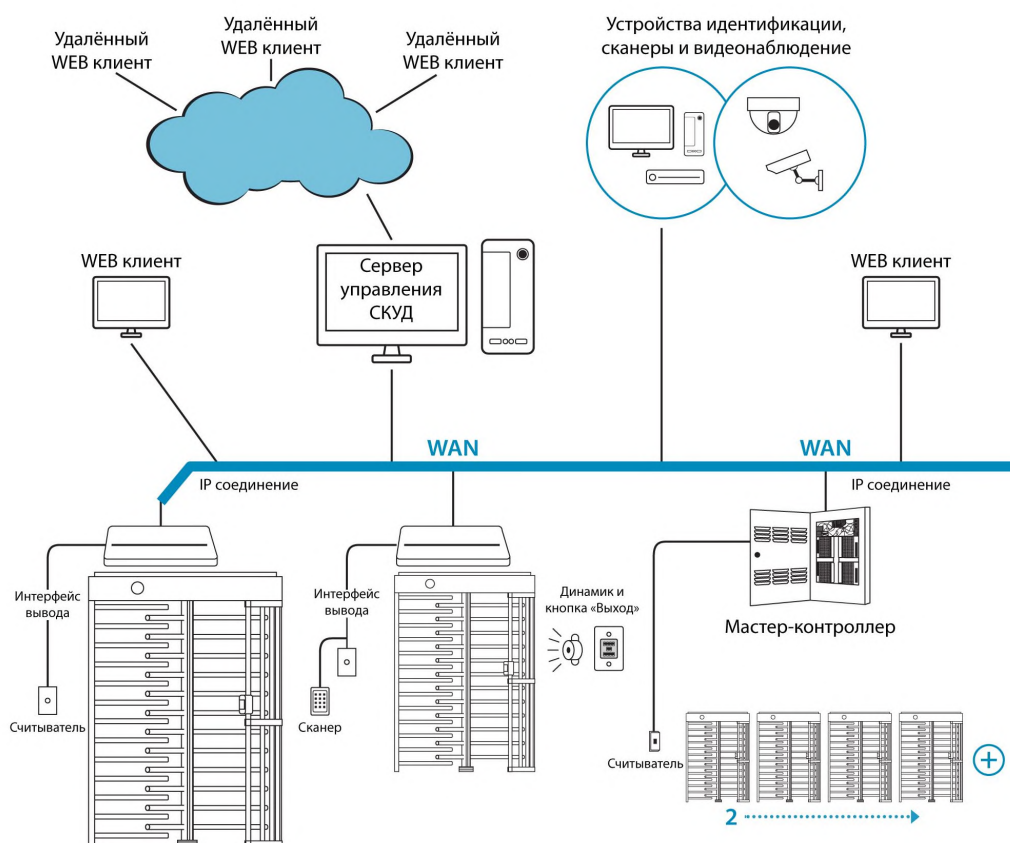 Удалённый
WEB клиент
Удалённый
WEB клиент
Удалённый
WEB клиент
Устройства идентификации,
сканеры и видеонаблюдение
WEB клиент
Сервер
управления
СКУД
WEB клиент
WAN
WAN
IP соединение
IP соединение
Интерфейс
вывода
Интерфейс
вывода
Динамик и
кнопка «Выход»
Мастер-контроллер
Считыватель
Сканер
Считыватель
2